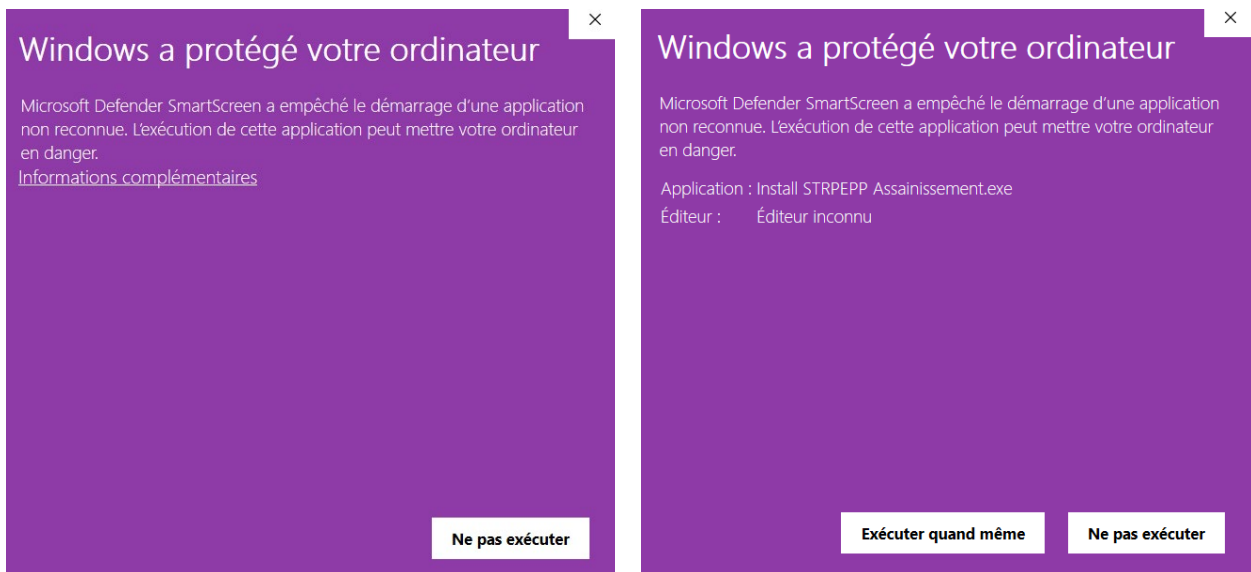 Windows a protégé votre ordinateur
Microsoft Defender SmartScreen a empêché le démarrage d’une application
non reconnue. L’exécution de cette application peut mettre votre ordinateur
en danger.
Informations complémentaires
Ne pas exécuter
Windows a protégé votre ordinateur
Microsoft Defender SmartScreen a empêché le démarrage d’une application
non reconnue. L’exécution de cette application peut mettre votre ordinateur
en danger.
Application : Install STRPEPP Assainissement.exe
Éditeur : Éditeur inconnu
Exécuter quand même Ne pas exécuter